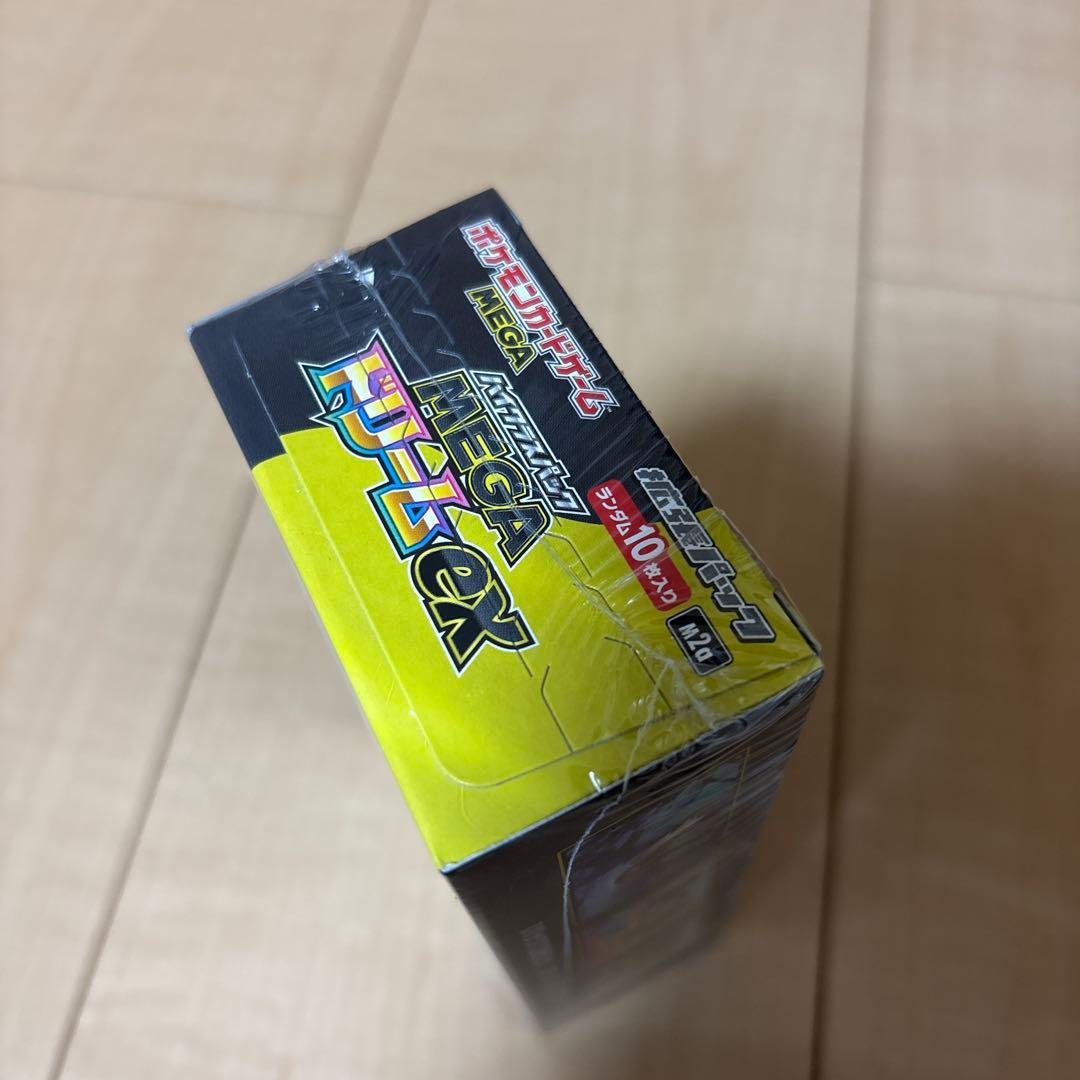 ポケモンカードゲーム
MEGA
ハイクラスパック
MEGA
ドリームex
拡張パック
ランダム10枚入り
M2a